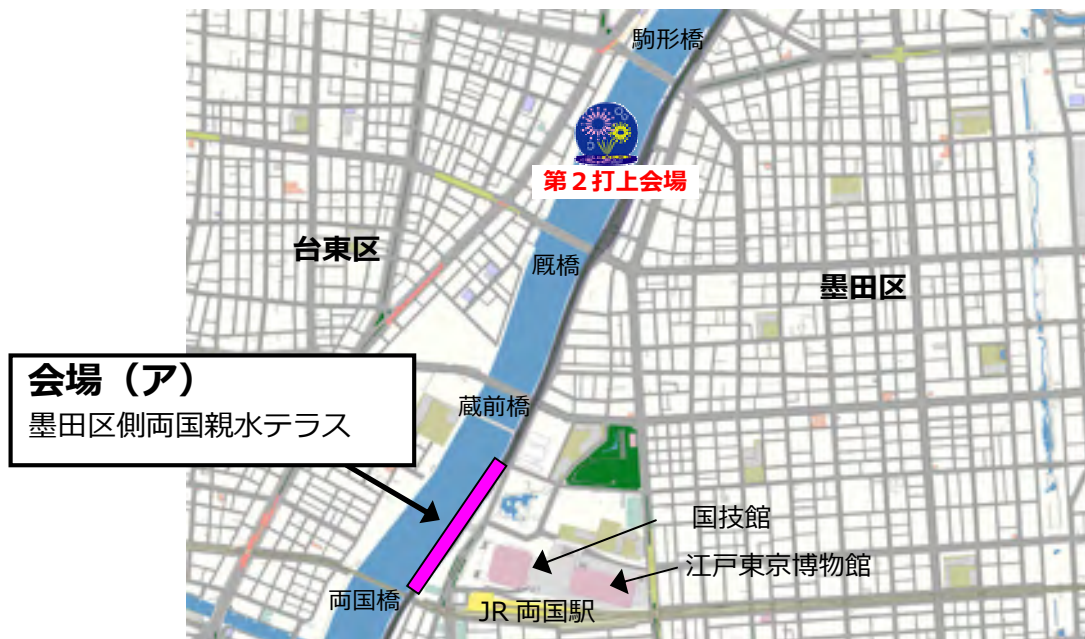 駒形橋
第２打上会場
台東区
厩橋
墨田区
会場（ア）
墨田区側両国親水テラス
蔵前橋
国技館
江戸東京博物館
両国橋
JR 両国駅